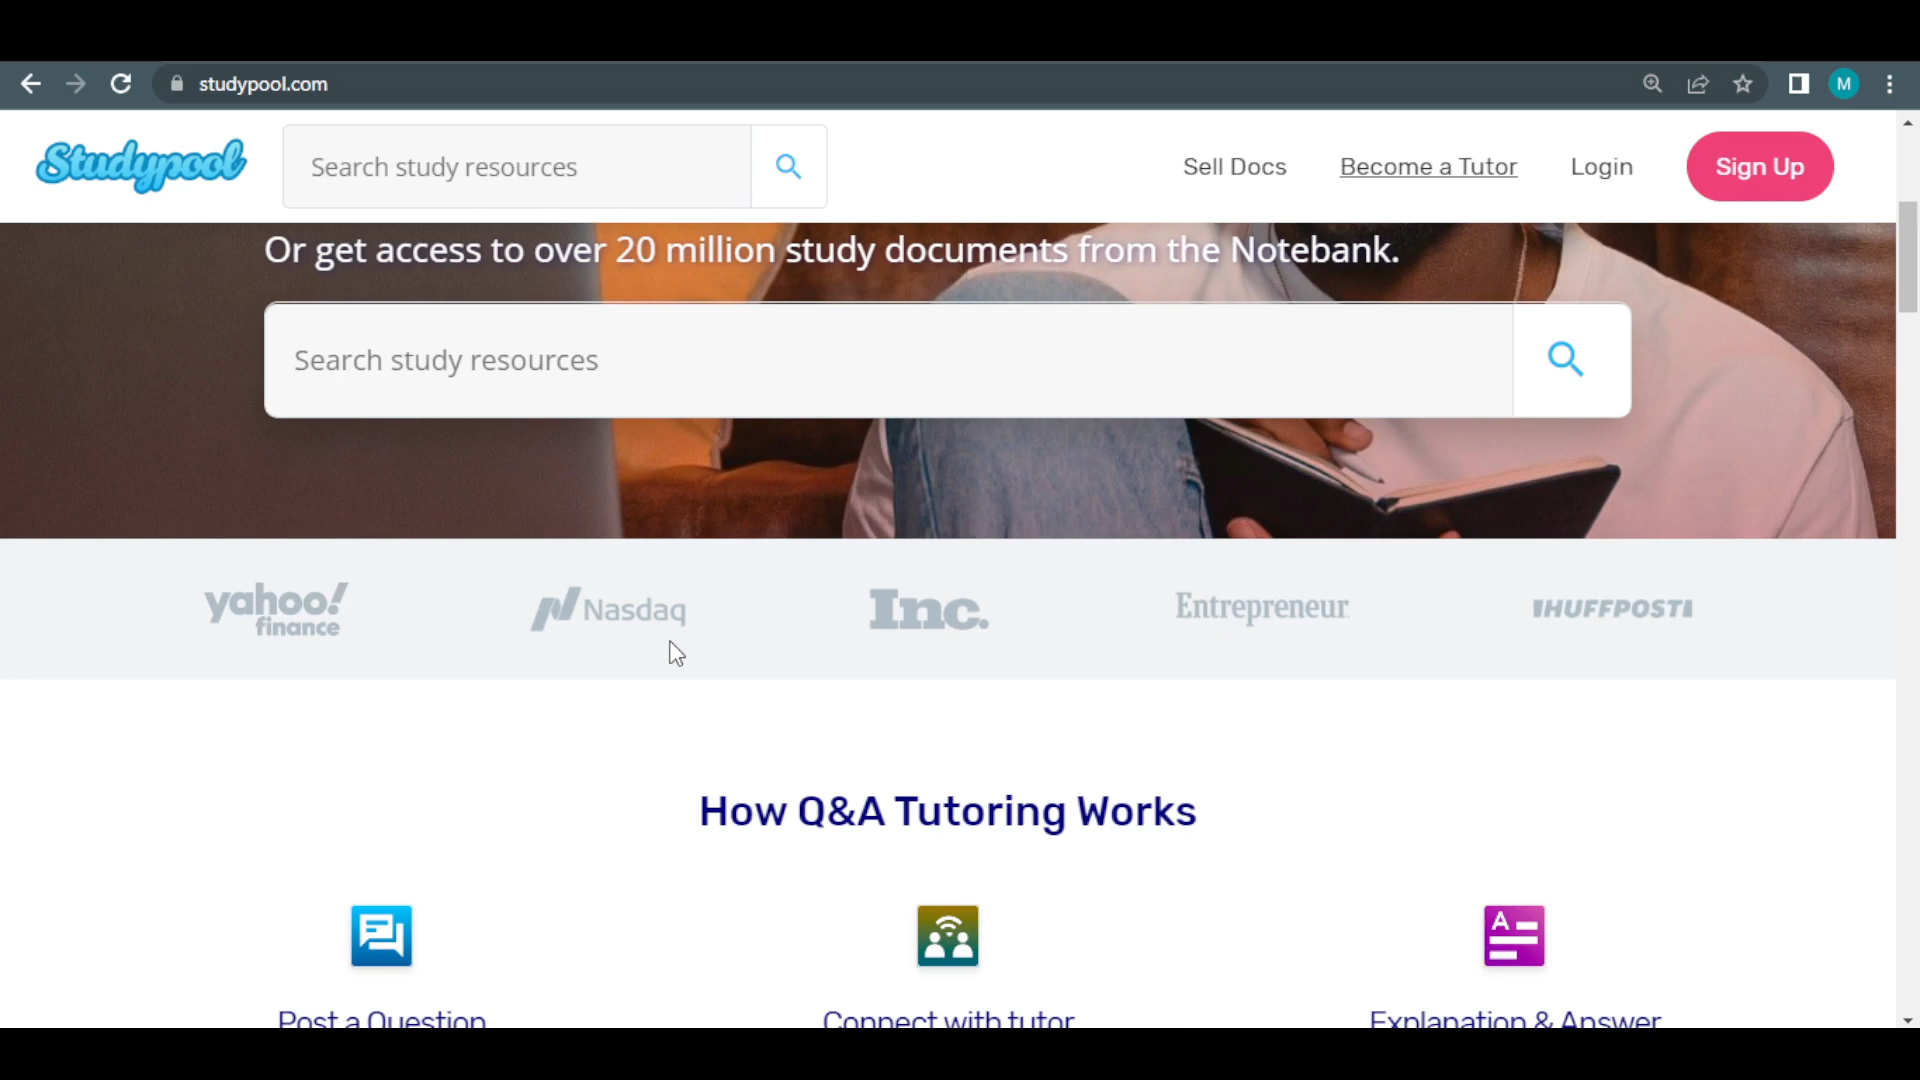 studypool.com
M
Studypool
Search study resources
Sell Docs
Become a Tutor
Login
Sign Up
Or get access to over 20 million study documents from the Notebank.
Search study resources
yahoo!
finance
Nasdaq
Inc.
Entrepreneur
HUFFPOST
How Q&A Tutoring Works
A
Post a Question
Connect with tutor
Explanation & Answer